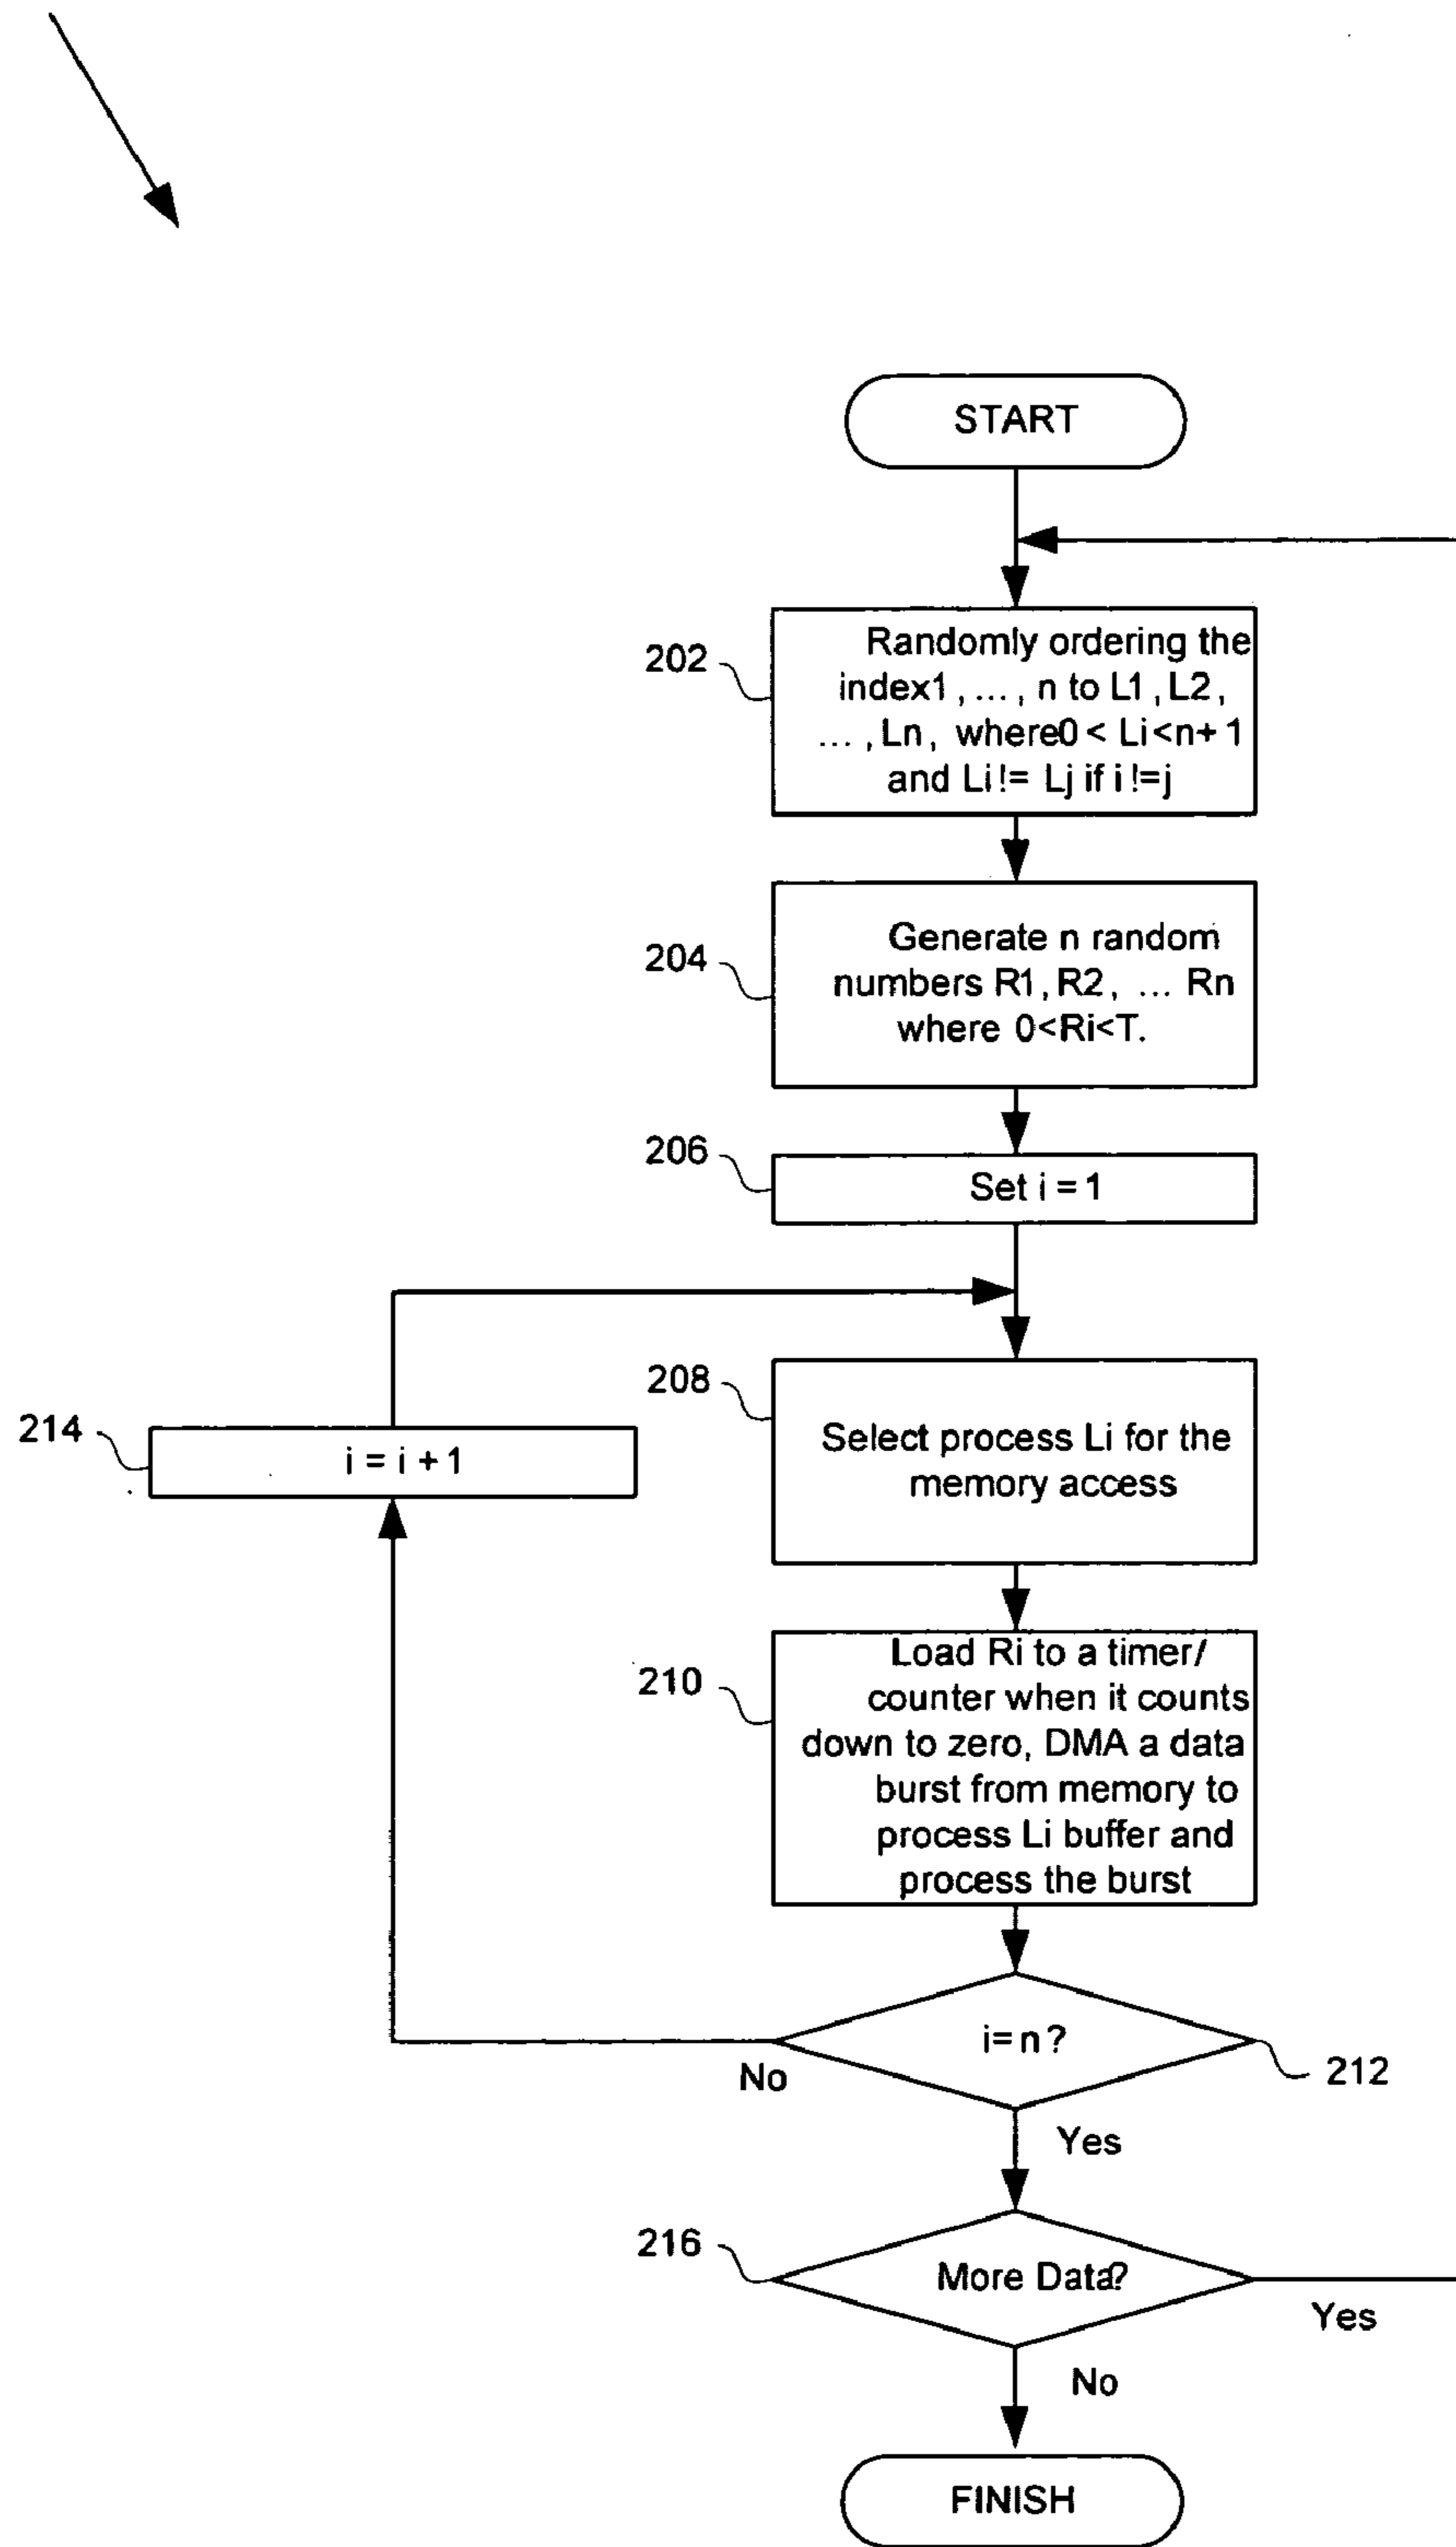 START
202
Randomly ordering the
index1, ..., n to L1, L2,
..., Ln, where0 < Li<n+1
and Li != Lj if i !=j
204
Generate n random
numbers R1, R2, ... Rn
where 0<Ri<T.
206
Set i = 1
208
Select process Li for the
memory access
214
i = i + 1
210
Load Ri to a timer/
counter when it counts
down to zero, DMA a data
burst from memory to
process Li buffer and
process the burst
i= n ?
212
No
Yes
216
More Data?
Yes
No
FINISH